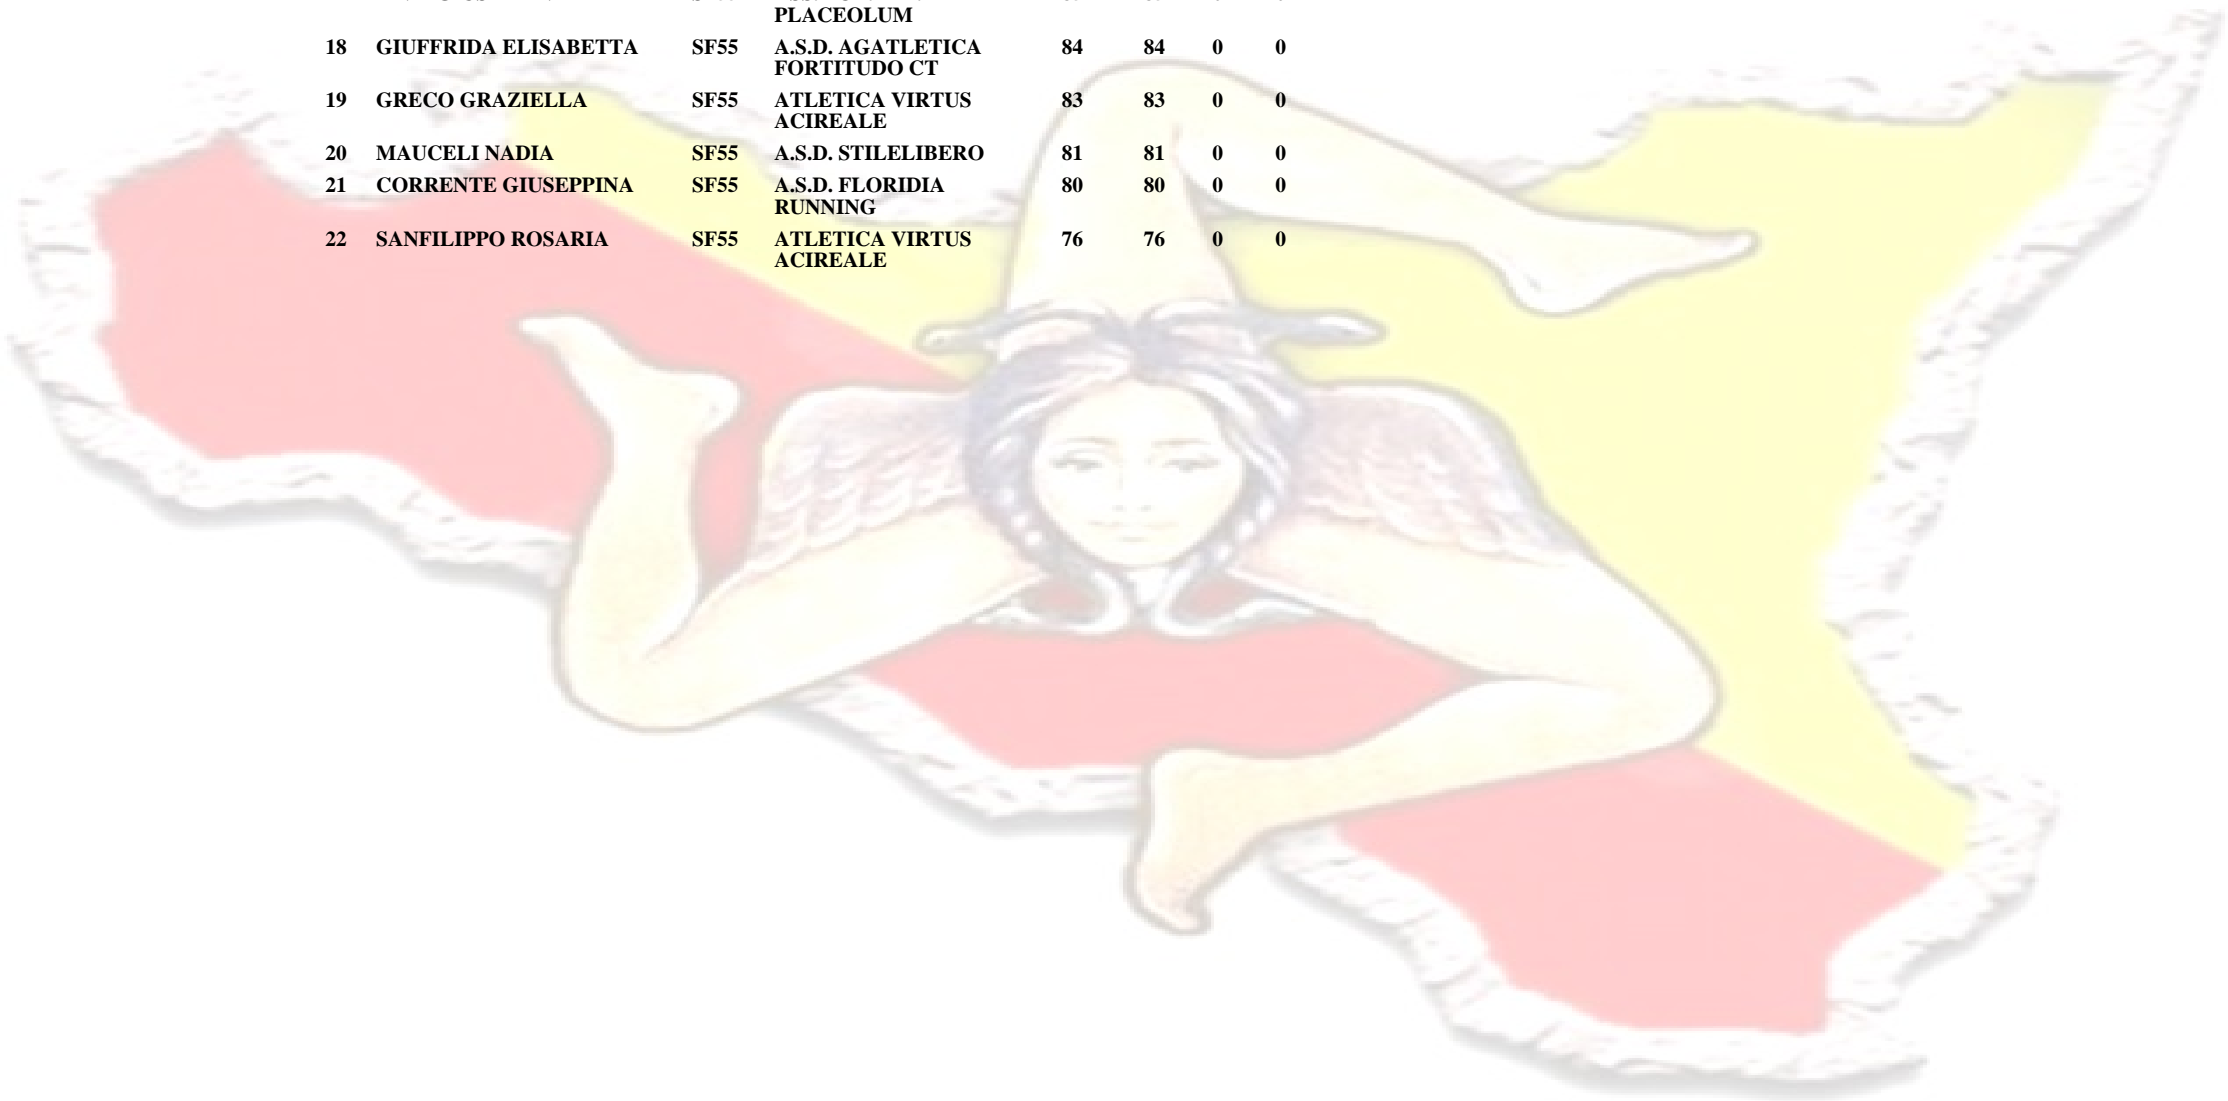 PLACEOLUM
18 GIUFFRIDA ELISABETTA SF55 A.S.D. AGATLETICA 84 84 0 0
FORTITUDO CT
19 GRECO GRAZIELLA SF55 ATLETICA VIRTUS 83 83 0 0
ACIREALE
20 MAUCELI NADIA SF55 A.S.D. STILELIBERO 81 81 0 0
21 CORRENTE GIUSEPPINA SF55 A.S.D. FLORIDIA 80 80 0 0
RUNNING
22 SANFILIPPO ROSARIA SF55 ATLETICA VIRTUS 76 76 0 0
ACIREALE